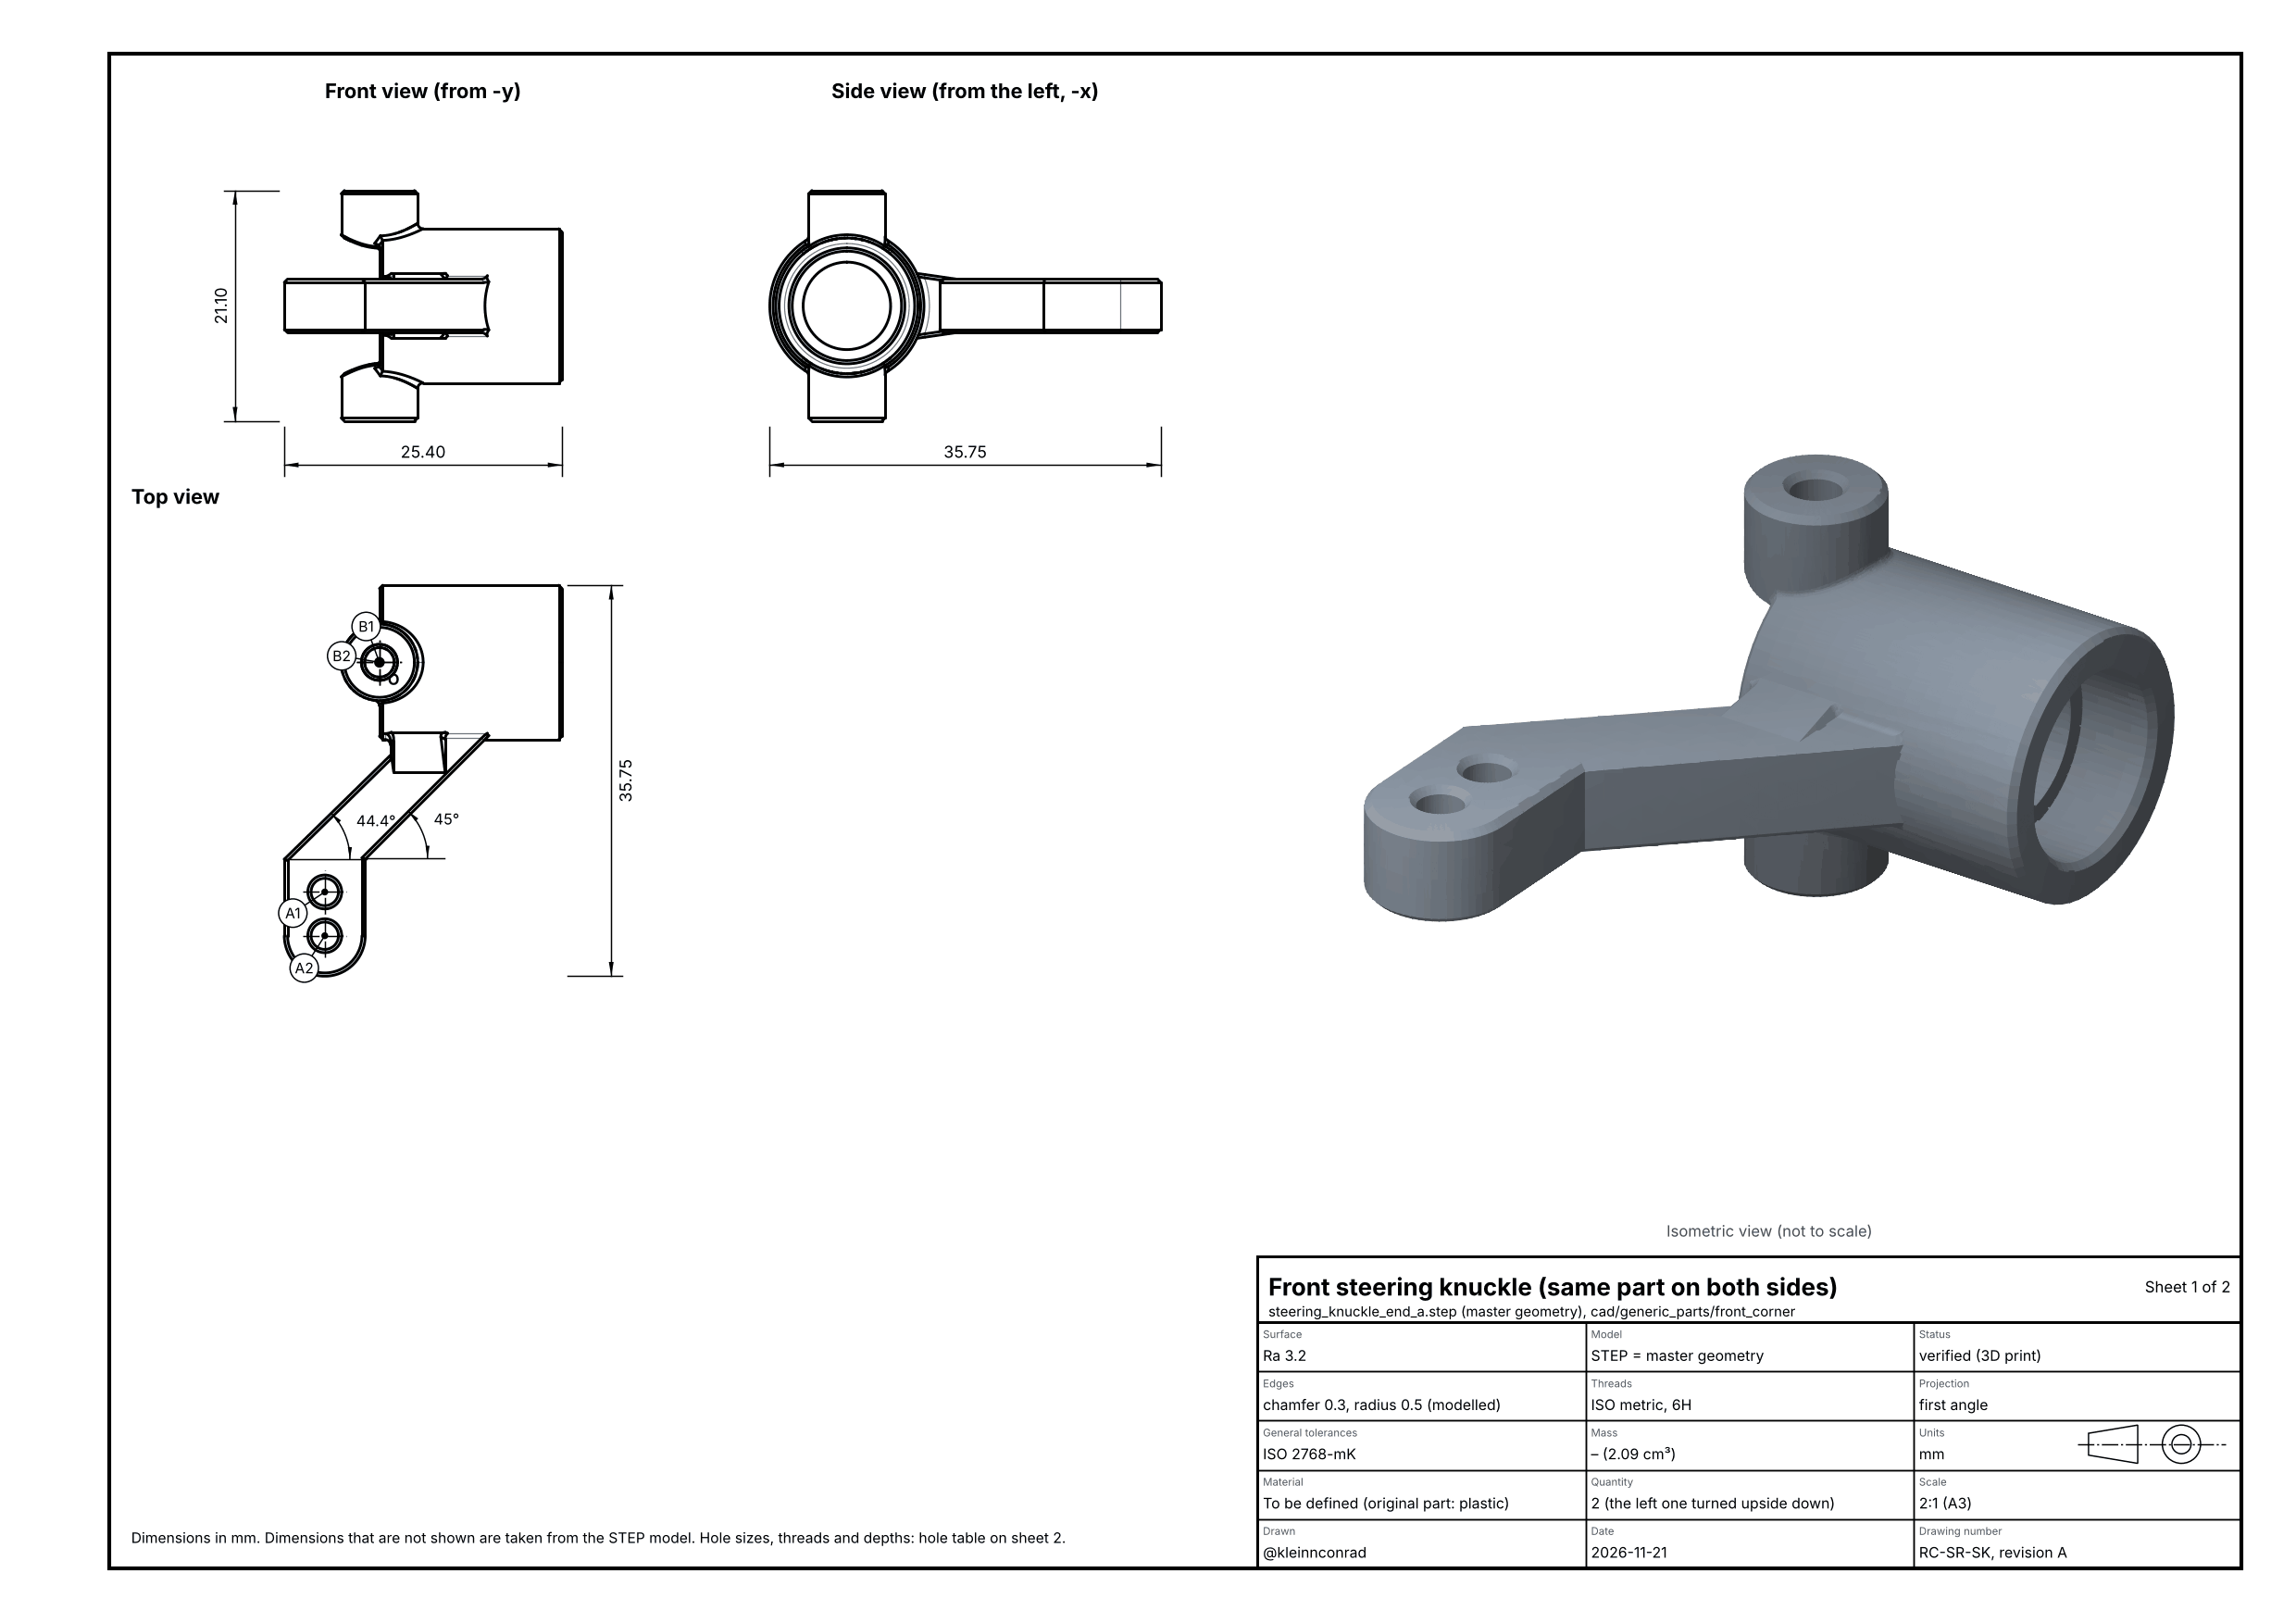 Front view (from -y)
Side view (from the left, -x)
21.10
25.40
35.75
Top view
B1
B2
35.75
44.4°
45°
A1
A2
Isometric view (not to scale)
Front steering knuckle (same part on both sides)
Sheet 1 of 2
steering_knuckle_end_a.step (master geometry), cad/generic_parts/front_corner
Surface
Model
Status
Ra 3.2
STEP = master geometry
verified (3D print)
Edges
Threads
Projection
chamfer 0.3, radius 0.5 (modelled)
ISO metric, 6H
first angle
General tolerances
Mass
Units
ISO 2768-mK
– (2.09 cm³)
mm
Material
Quantity
Scale
To be defined (original part: plastic)
2 (the left one turned upside down)
2:1 (A3)
Drawn
Date
Drawing number
@kleinnconrad
2026-11-21
RC-SR-SK, revision A
Dimensions in mm. Dimensions that are not shown are taken from the STEP model. Hole sizes, threads and depths: hole table on sheet 2.